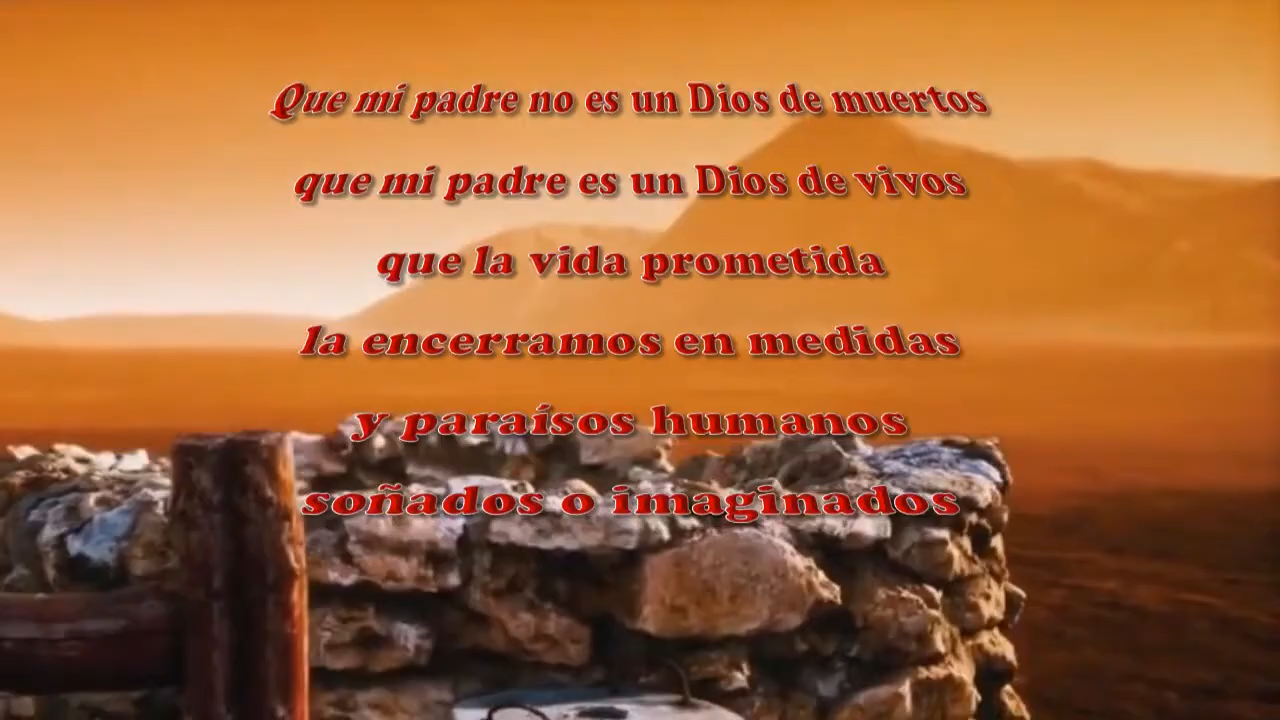 Que mi padre no es un Dios de muertos
que mi padre es un Dios de vivos
que la vida prometida
la encerramos en medidas
y paraísos humanos
soñados o imaginados